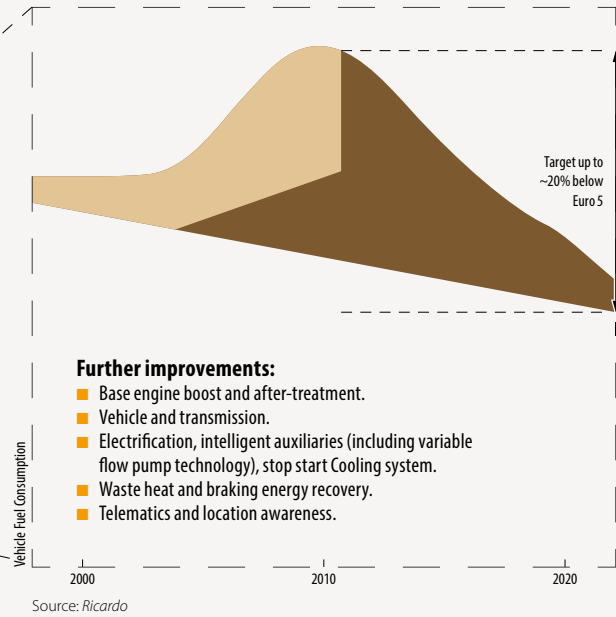 Target up to
~20% below
Euro 5
Further improvements:
Base engine boost and after-treatment.
Vehicle and transmission.
Electrification, intelligent auxiliaries (including variable
flow pump technology), stop start Cooling system.
Waste heat and braking energy recovery.
Telematics and location awareness.
Vehicle Fuel Consumption
2000 2010 2020
Source: Ricardo